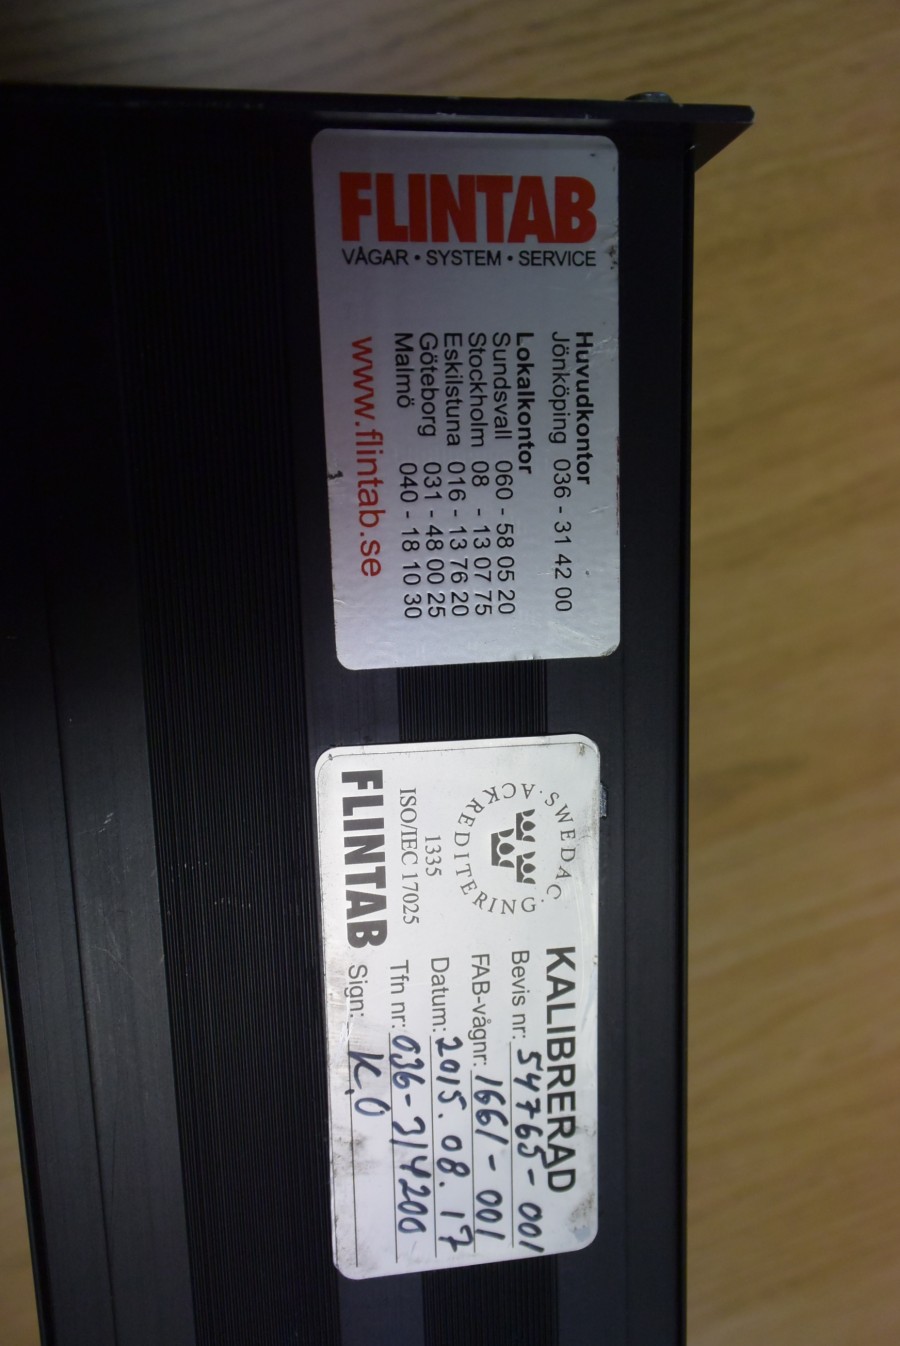 FLINTAB
VÅGAR • SYSTEM • SERVICE
Huvudkontor
Jönköping 036 - 31 42 00
Lokalkontor
Sundsvall 060 - 58 05 20
Stockholm 08 - 13 07 75
Eskilstuna 016 - 13 76 20
Göteborg 031 - 48 00 25
Malmö 040 - 18 10 30
www.flintab.se
SWEDAC • ACKREDITERING
1335
ISO/IEC 17025
FLINTAB
KALIBRERAD
Bevis nr: 54765-001
FAB-vågnr: 1661-001
Datum: 2015.08.17
Tfn nr: 036-314200
Sign: K.O